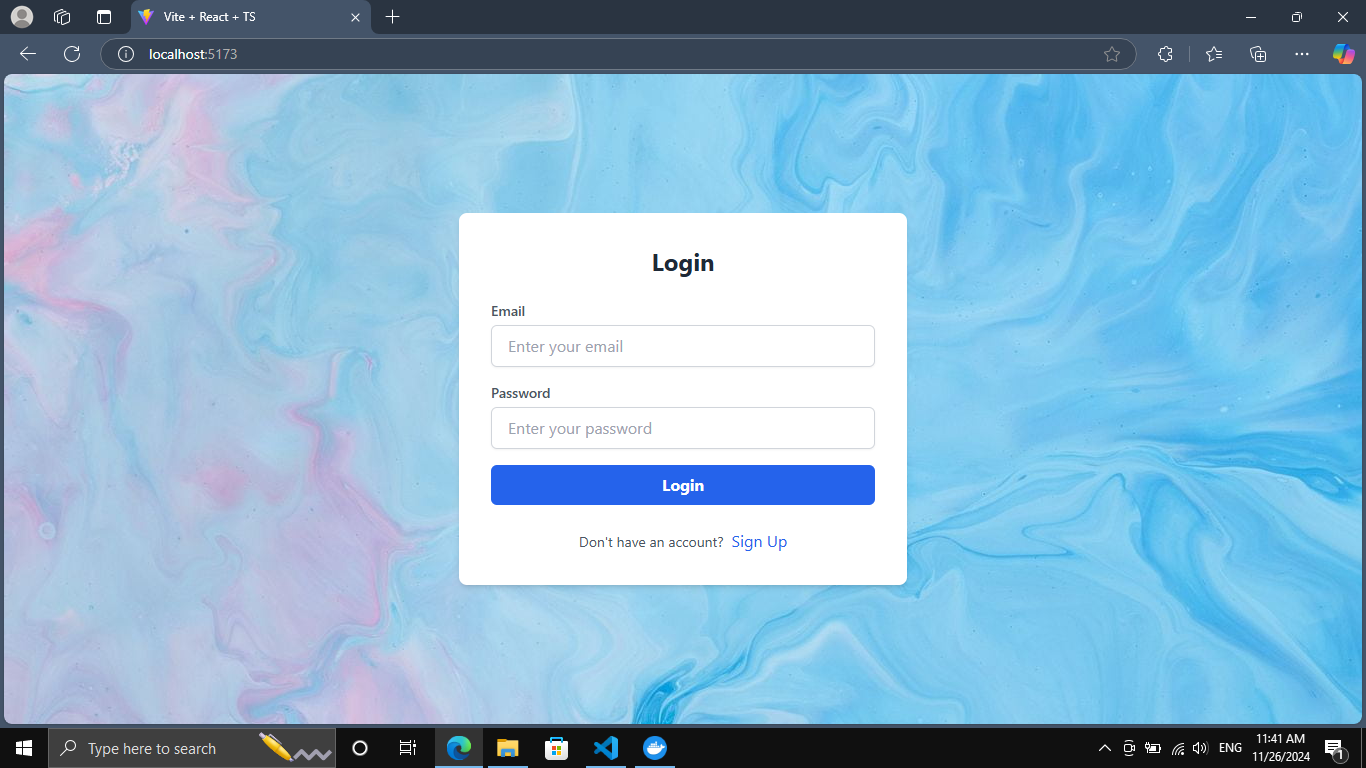 Vite + React + TS
localhost:5173
Login
Email
Enter your email
Password
Enter your password
Login
Don't have an account? Sign Up
Type here to search
ENG
11:41 AM
11/26/2024
1